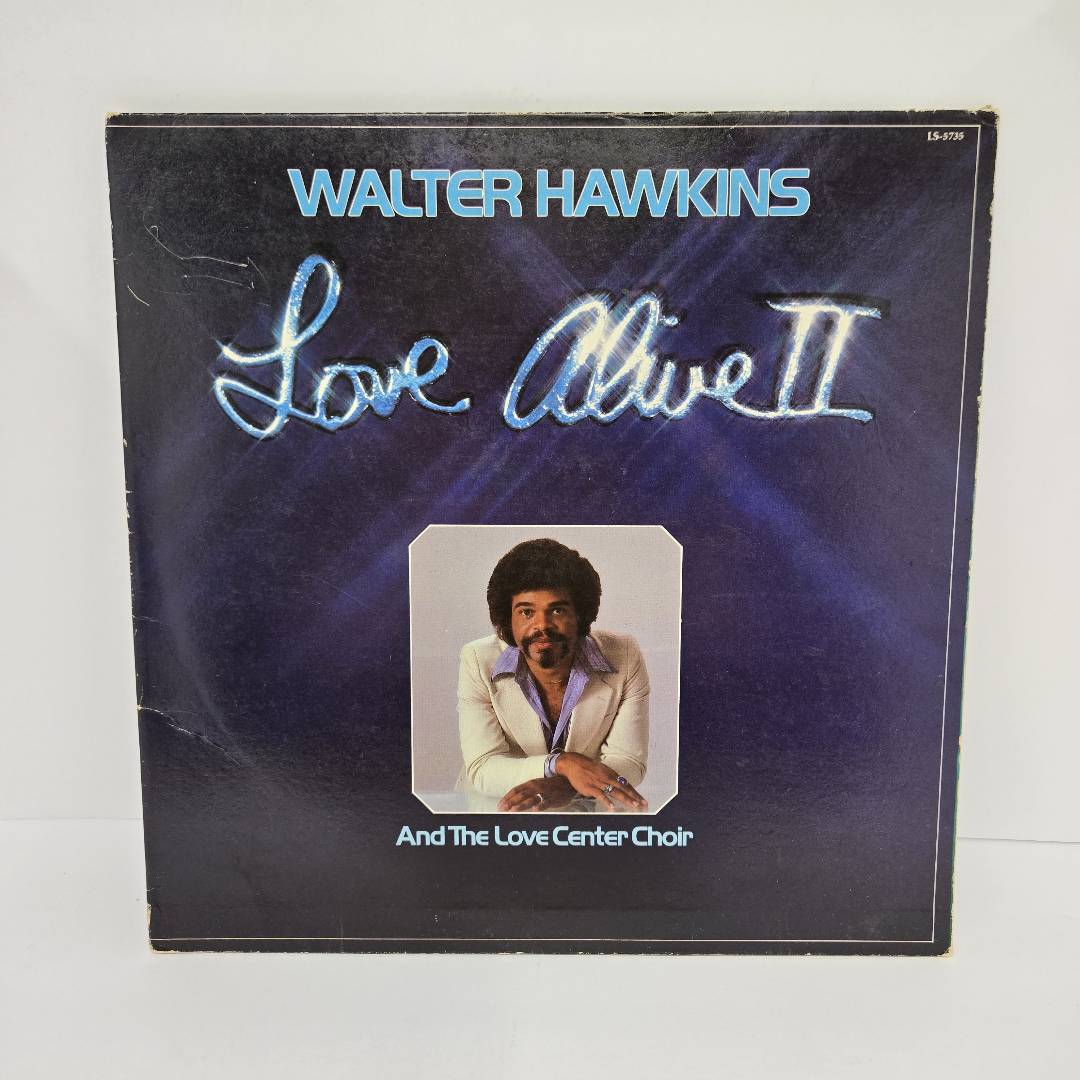 LS-5735
WALTER HAWKINS
Love Alive II
And The Love Center Choir